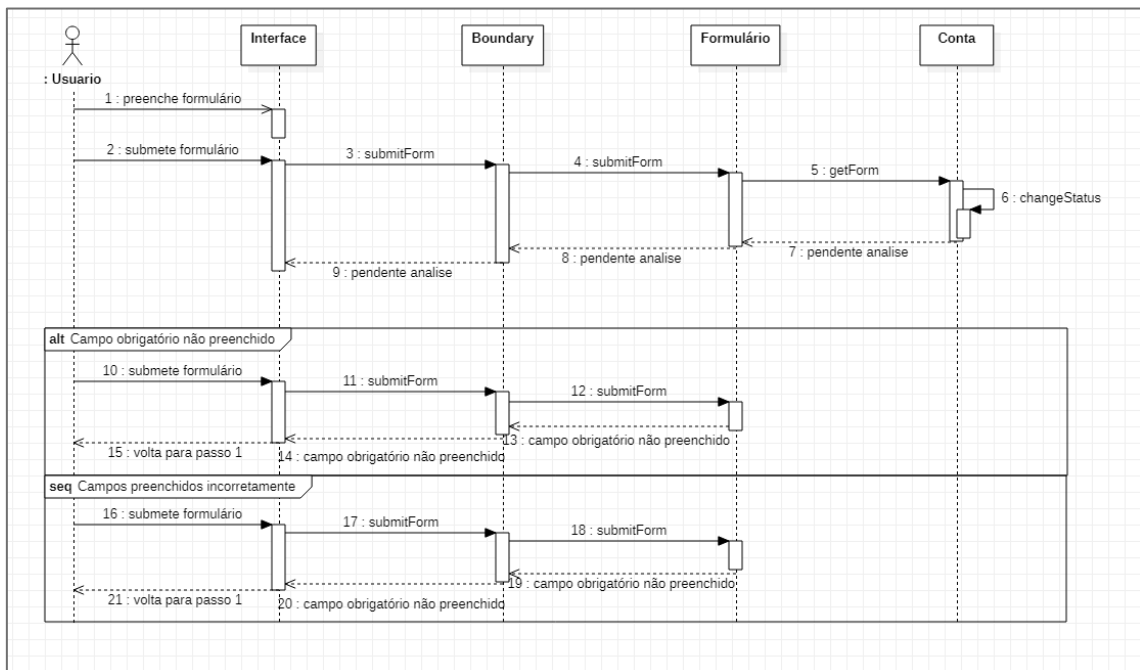 Interface
Boundary
Formulário
Conta
: Usuario
1 : preenche formulário
2 : submete formulário
3 : submitForm
4 : submitForm
5 : getForm
6 : changeStatus
7 : pendente analise
8 : pendente analise
9 : pendente analise
alt Campo obrigatório não preenchido
10 : submete formulário
11 : submitForm
12 : submitForm
13 : campo obrigatório não preenchido
14 : campo obrigatório não preenchido
15 : volta para passo 1
seq Campos preenchidos incorretamente
16 : submete formulário
17 : submitForm
18 : submitForm
19 : campo obrigatório não preenchido
20 : campo obrigatório não preenchido
21 : volta para passo 1